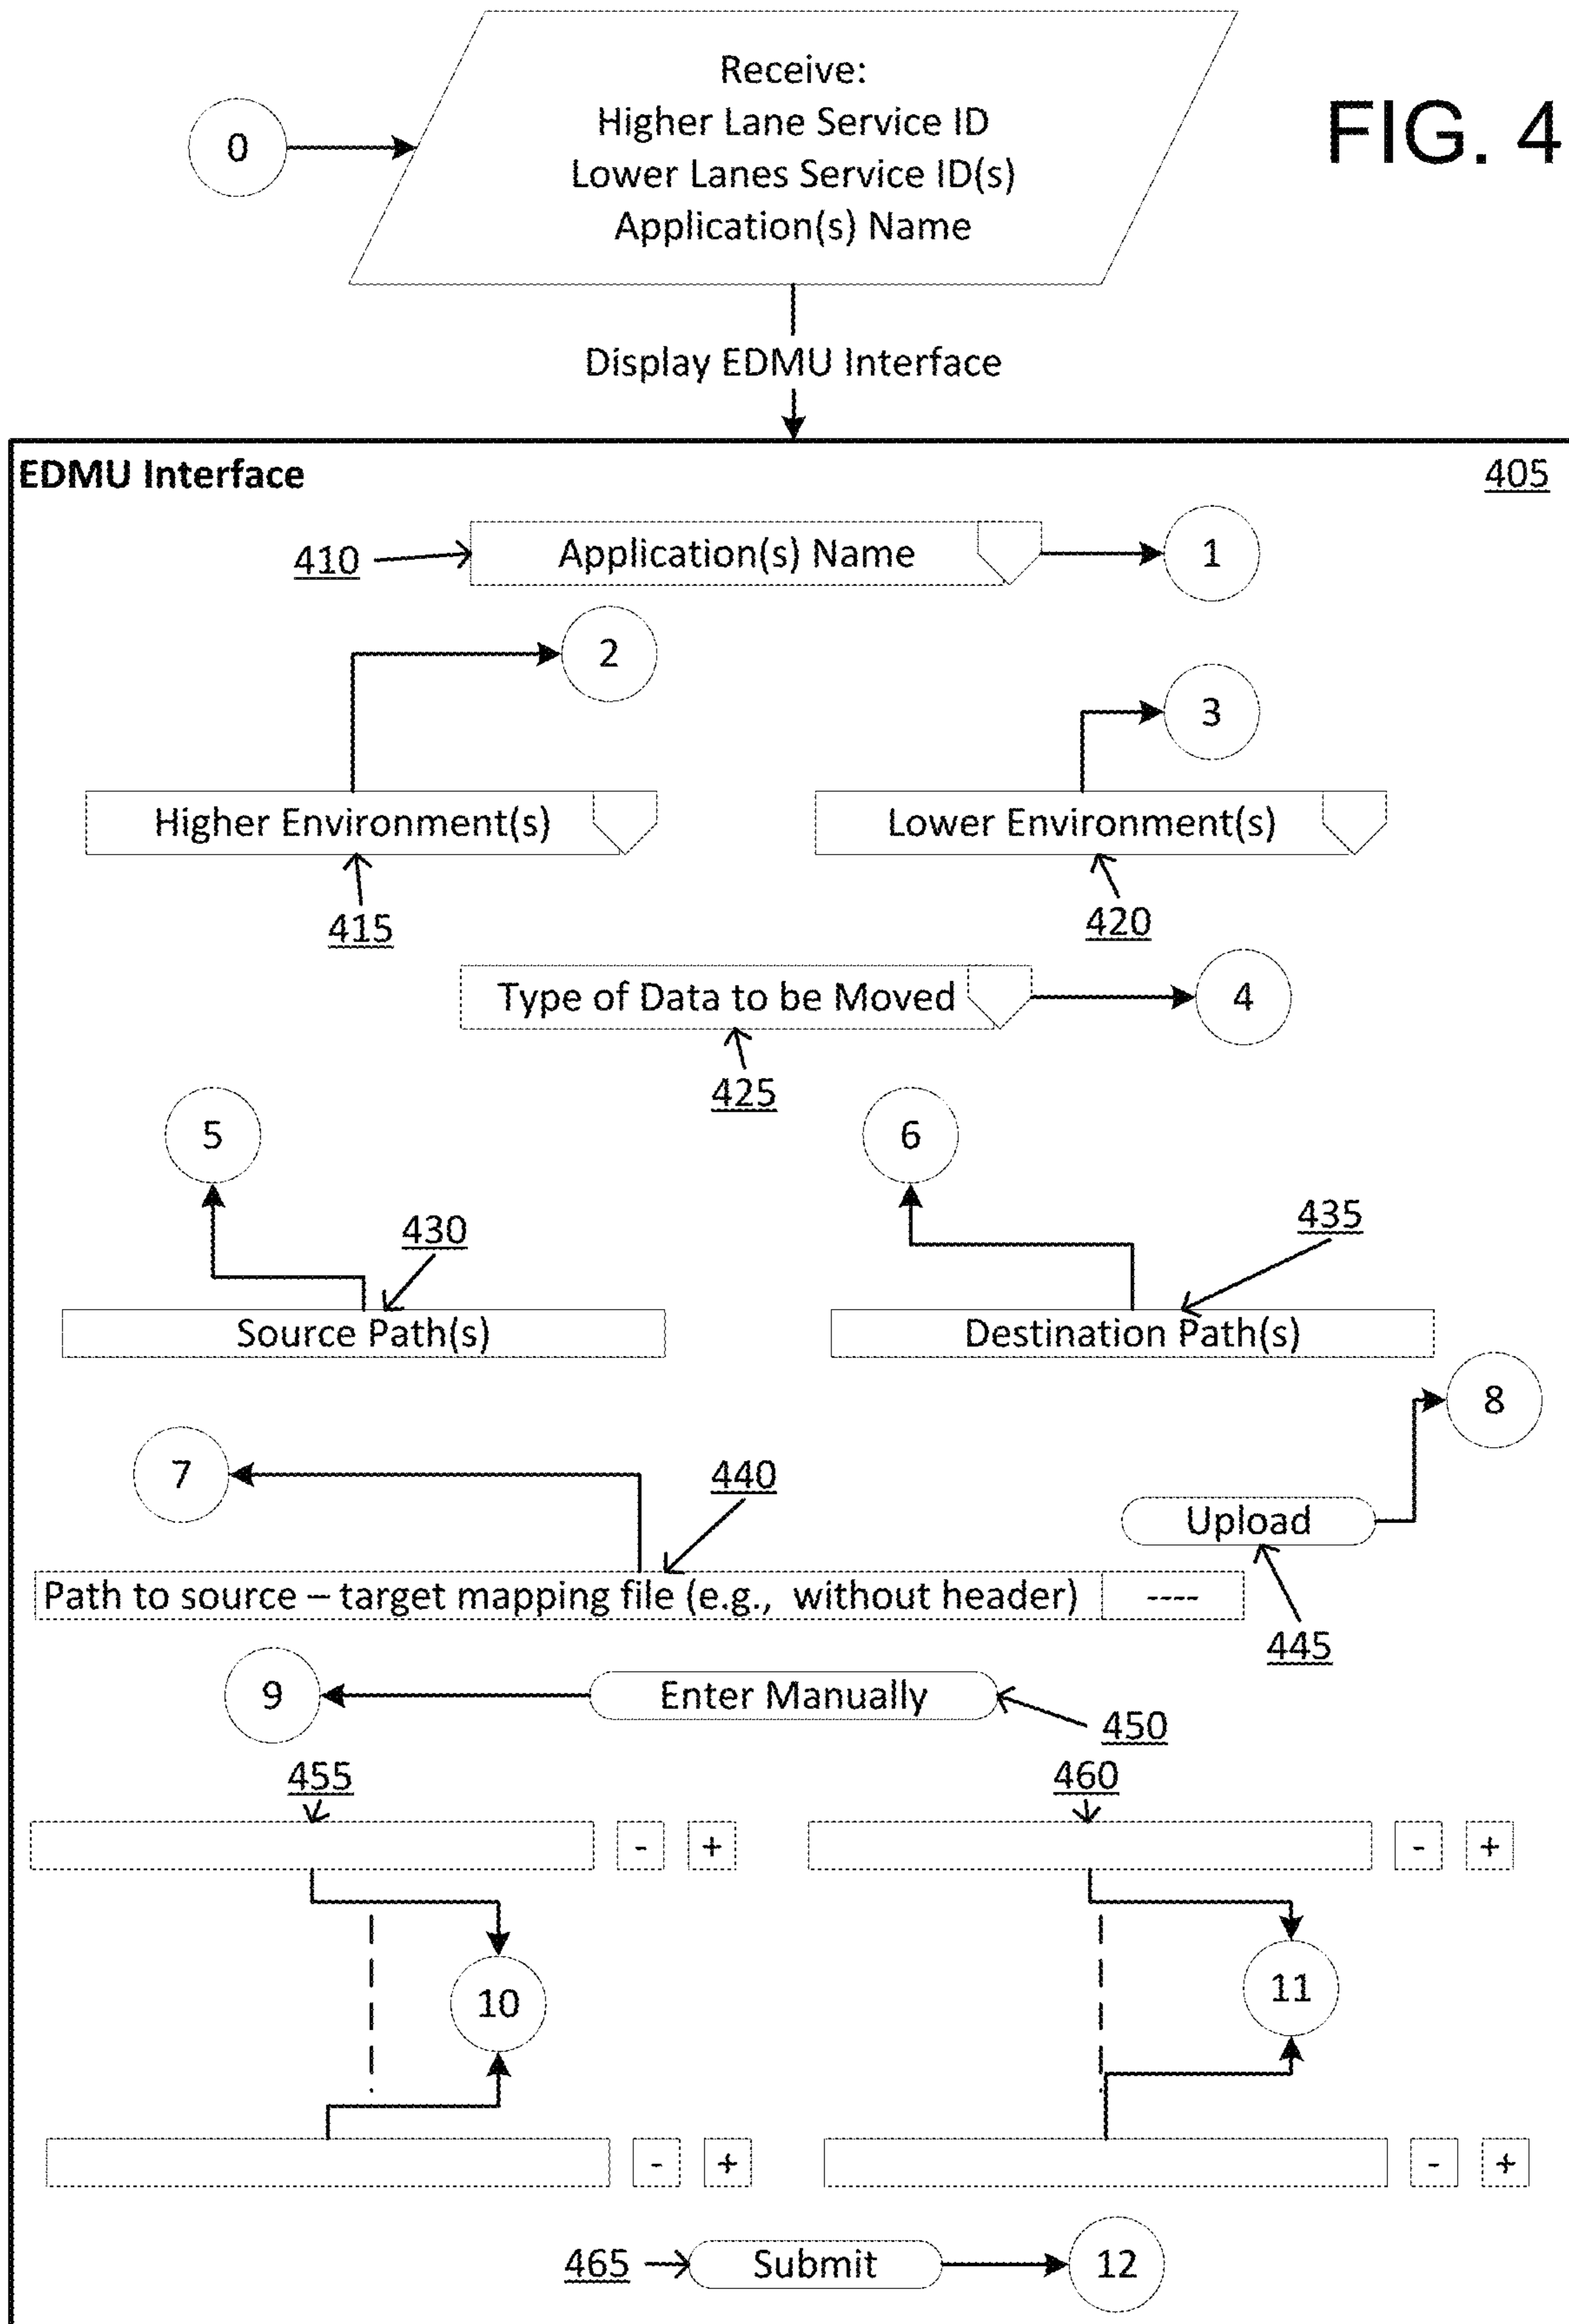 FIG. 4
0
Receive:
Higher Lane Service ID
Lower Lanes Service ID(s)
Application(s) Name
Display EDMU Interface
EDMU Interface
405
410
Application(s) Name
1
2
3
Higher Environment(s)
Lower Environment(s)
415
420
Type of Data to be Moved
4
425
5
6
430
435
Source Path(s)
Destination Path(s)
8
7
440
Upload
Path to source – target mapping file (e.g., without header)
----
445
9
Enter Manually
450
455
460
- +
- +
10
11
- +
- +
465
Submit
12